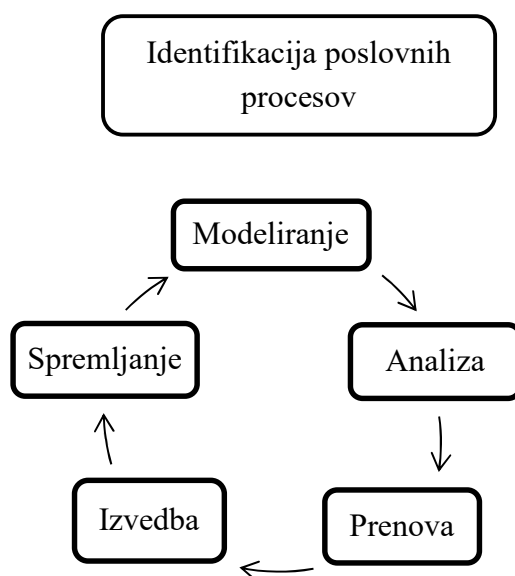 Identifikacija poslovnih
procesov
Modeliranje
Spremljanje
Analiza
Izvedba
Prenova